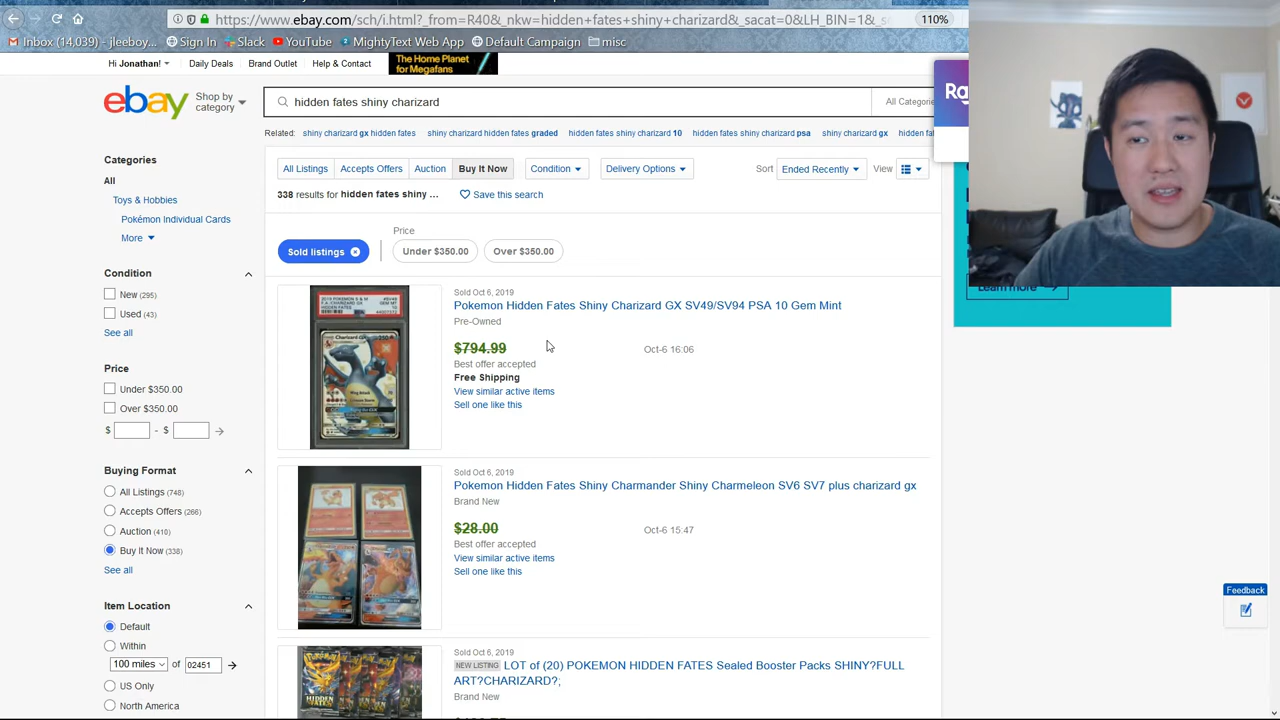 https://www.ebay.com/sch/i.html?_from=R40&_nkw=hidden+fates+shiny+charizard&_sacat=0&LH_BIN=1&_s
110%
Inbox (14,039) — jleeboy...
Sign In
Slack
YouTube
MightyText Web App
Default Campaign
misc
Hi Jonathan!
Daily Deals
Brand Outlet
Help & Contact
The Home Planet
for Megafans
ebay
Shop by
category
hidden fates shiny charizard
All Categorie
Related:
shiny charizard gx hidden fates
shiny charizard hidden fates graded
hidden fates shiny charizard 10
hidden fates shiny charizard psa
shiny charizard gx
hidden fa
Categories
All
Toys & Hobbies
Pokémon Individual Cards
More
Condition
New (295)
Used (43)
See all
Price
Under $350.00
Over $350.00
$
- $
Buying Format
All Listings (748)
Accepts Offers (266)
Auction (410)
Buy It Now (338)
See all
Item Location
Default
Within
100 miles
of
02451
US Only
North America
All Listings
Accepts Offers
Auction
Buy It Now
Condition
Delivery Options
Sort
Ended Recently
View
338 results for hidden fates shiny ...
Save this search
Price
Sold listings
Under $350.00
Over $350.00
Sold Oct 6, 2019
Pokemon Hidden Fates Shiny Charizard GX SV49/SV94 PSA 10 Gem Mint
Pre-Owned
$794.99
Oct-6 16:06
Best offer accepted
Free Shipping
View similar active items
Sell one like this
Sold Oct 6, 2019
Pokemon Hidden Fates Shiny Charmander Shiny Charmeleon SV6 SV7 plus charizard gx
Brand New
$28.00
Oct-6 15:47
Best offer accepted
View similar active items
Sell one like this
Sold Oct 6, 2019
NEW LISTING LOT of (20) POKEMON HIDDEN FATES Sealed Booster Packs SHINY?FULL
ART?CHARIZARD?;
Brand New
Ra
Learn more
Feedback